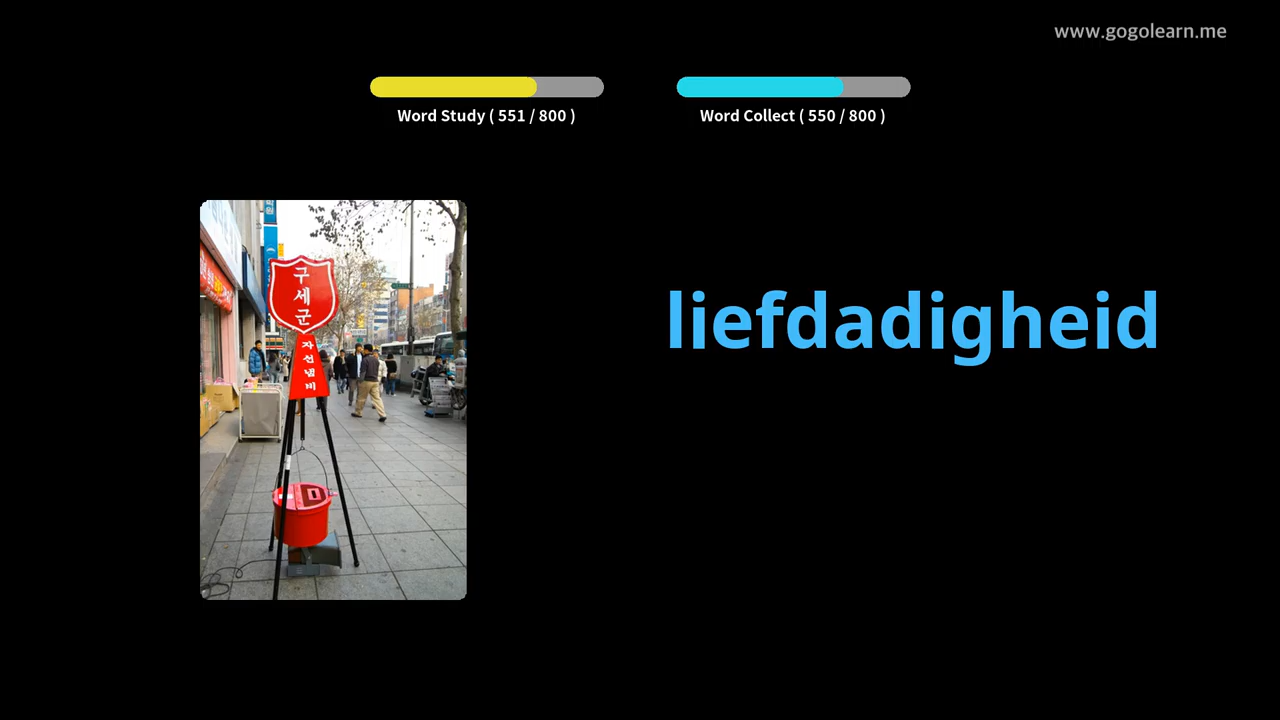 www.gogolearn.me
Word Study ( 551 / 800 )
Word Collect ( 550 / 800 )
liefdadigheid
구
세
군
자
선
냄
비